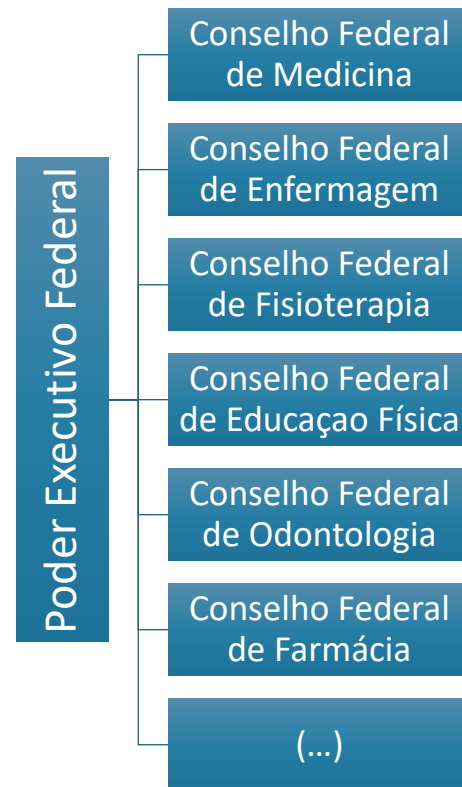 Poder Executivo Federal
Conselho Federal
de Medicina
Conselho Federal
de Enfermagem
Conselho Federal
de Fisioterapia
Conselho Federal
de Educaçao Física
Conselho Federal
de Odontologia
Conselho Federal
de Farmácia
(...)